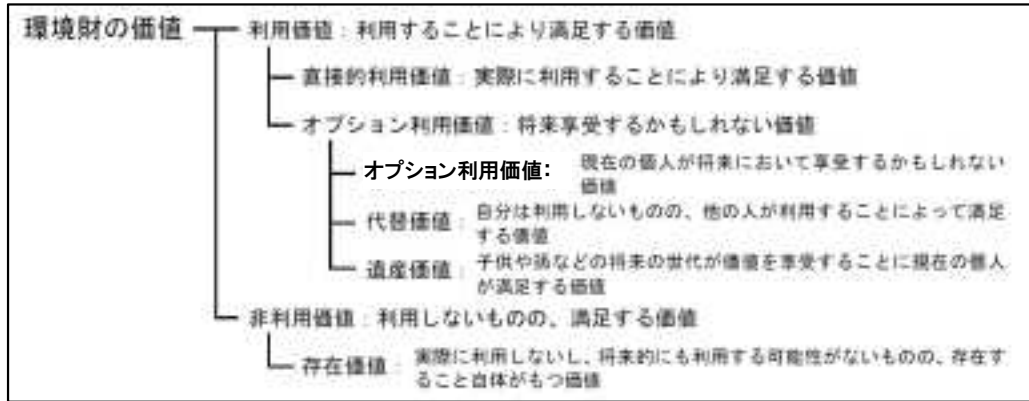 環境財の価値
利用価値：利用することにより満足する価値
直接的利用価値：実際に利用することにより満足する価値
オプション利用価値：将来享受するかもしれない価値
オプション利用価値： 現在の個人が将来において享受するかもしれない
価値
代替価値： 自分は利用しないものの、他の人が利用することによって満足
する価値
遺産価値： 子供や孫などの将来の世代が価値を享受することに現在の個人
が満足する価値
非利用価値：利用しないものの、満足する価値
存在価値： 実際に利用しないし、将来的にも利用する可能性がないものの、存在す
ること自体がもつ価値